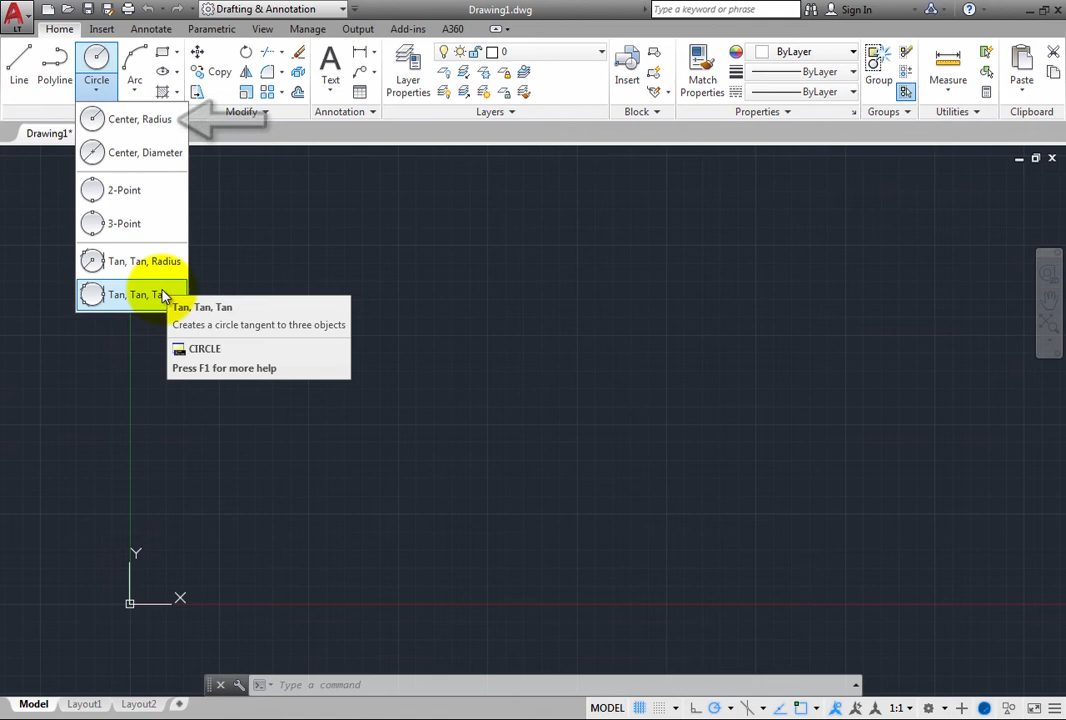 Drafting & Annotation
Drawing1.dwg
Type a keyword or phrase
Sign In
A
LT
Home
Insert
Annotate
Parametric
View
Manage
Output
Add-ins
A360
Line
Polyline
Circle
Arc
Copy
Modify
A
Text
Annotation
Layer
Properties
0
Layers
Insert
Block
Match
Properties
ByLayer
ByLayer
ByLayer
Properties
Group
Groups
Measure
Utilities
Paste
Clipboard
Drawing1*
Center, Radius
Center, Diameter
2-Point
3-Point
Tan, Tan, Radius
Tan, Tan,
Tan, Tan, Tan
Creates a circle tangent to three objects
CIRCLE
Press F1 for more help
Y
X
Type a command
Model
Layout1
Layout2
MODEL
1:1